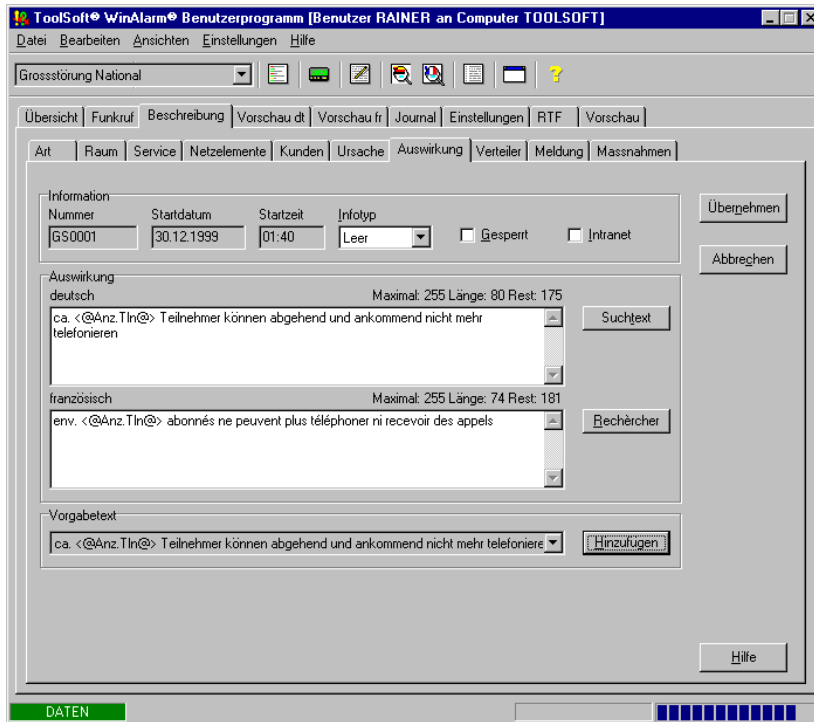 ToolSoft® WinAlarm® Benutzerprogramm [Benutzer RAINER an Computer TOOLSOFT]
Datei Bearbeiten Ansichten Einstellungen Hilfe
Grossstörung National
Übersicht Funkruf Beschreibung Vorschau dt Vorschau fr Journal Einstellungen RTF Vorschau
Art Raum Service Netzelemente Kunden Ursache Auswirkung Verteiler Meldung Massnahmen
Information
Nummer Startdatum Startzeit Infotyp
GS0001 30.12.1999 01:40 Leer Gesperrt Intranet
Übernehmen
Abbrechen
Auswirkung
deutsch Maximal: 255 Länge: 80 Rest: 175
ca. <@Anz.Tln@> Teilnehmer können abgehend und ankommend nicht mehr
telefonieren
Suchtext
französisch Maximal: 255 Länge: 74 Rest: 181
env. <@Anz.Tln@> abonnés ne peuvent plus téléphoner ni recevoir des appels
Rechèrcher
Vorgabetext
ca. <@Anz.Tln@> Teilnehmer können abgehend und ankommend nicht mehr telefoniere
Hinzufügen
Hilfe
DATEN